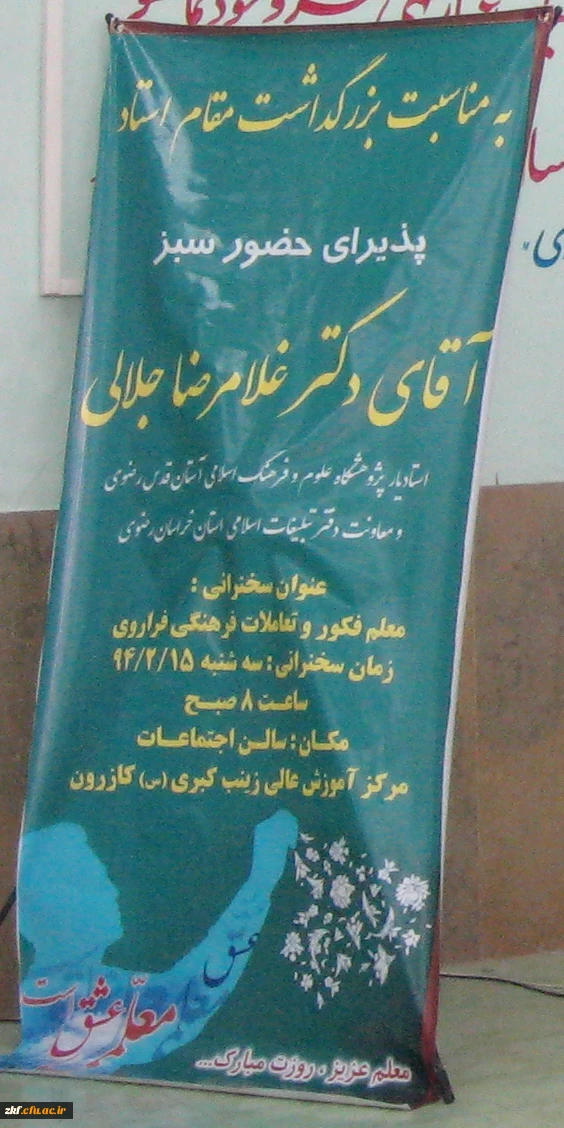 به مناسبت بزرگداشت مقام استاد
پذیرای حضور سبز
آقای دکتر غلامرضا جلالی
استادیار پژوهشگاه علوم و فرهنگ اسلامی آستان قدس رضوی
و معاونت دفتر تبلیغات اسلامی استان خراسان رضوی
عنوان سخنرانی :
معلم فکور و تعاملات فرهنگی فراروی
زمان سخنرانی : سه شنبه ۹۴/۲/۱۵
ساعت ۸ صبح
مکان : سالن اجتماعات
مرکز آموزش عالی زینب کبری (س) کازرون
معلم عشق است
معلم عزیز ، روزت مبارک...
zkf.cfu.ac.ir